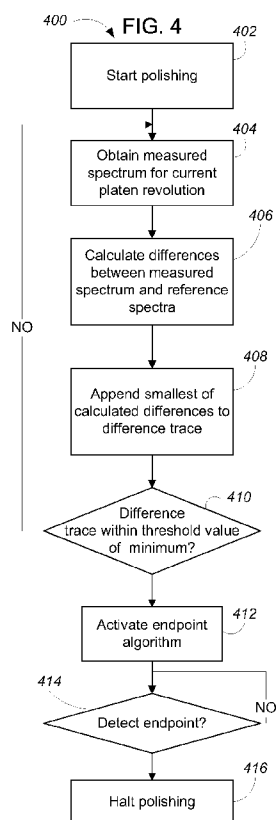 400
FIG. 4
402
Start polishing
404
Obtain measured
spectrum for current
platen revolution
406
Calculate differences
between measured
spectrum and reference
spectra
NO
408
Append smallest of
calculated differences to
difference trace
410
Difference
trace within threshold value
of minimum?
412
Activate endpoint
algorithm
414
NO
Detect endpoint?
416
Halt polishing